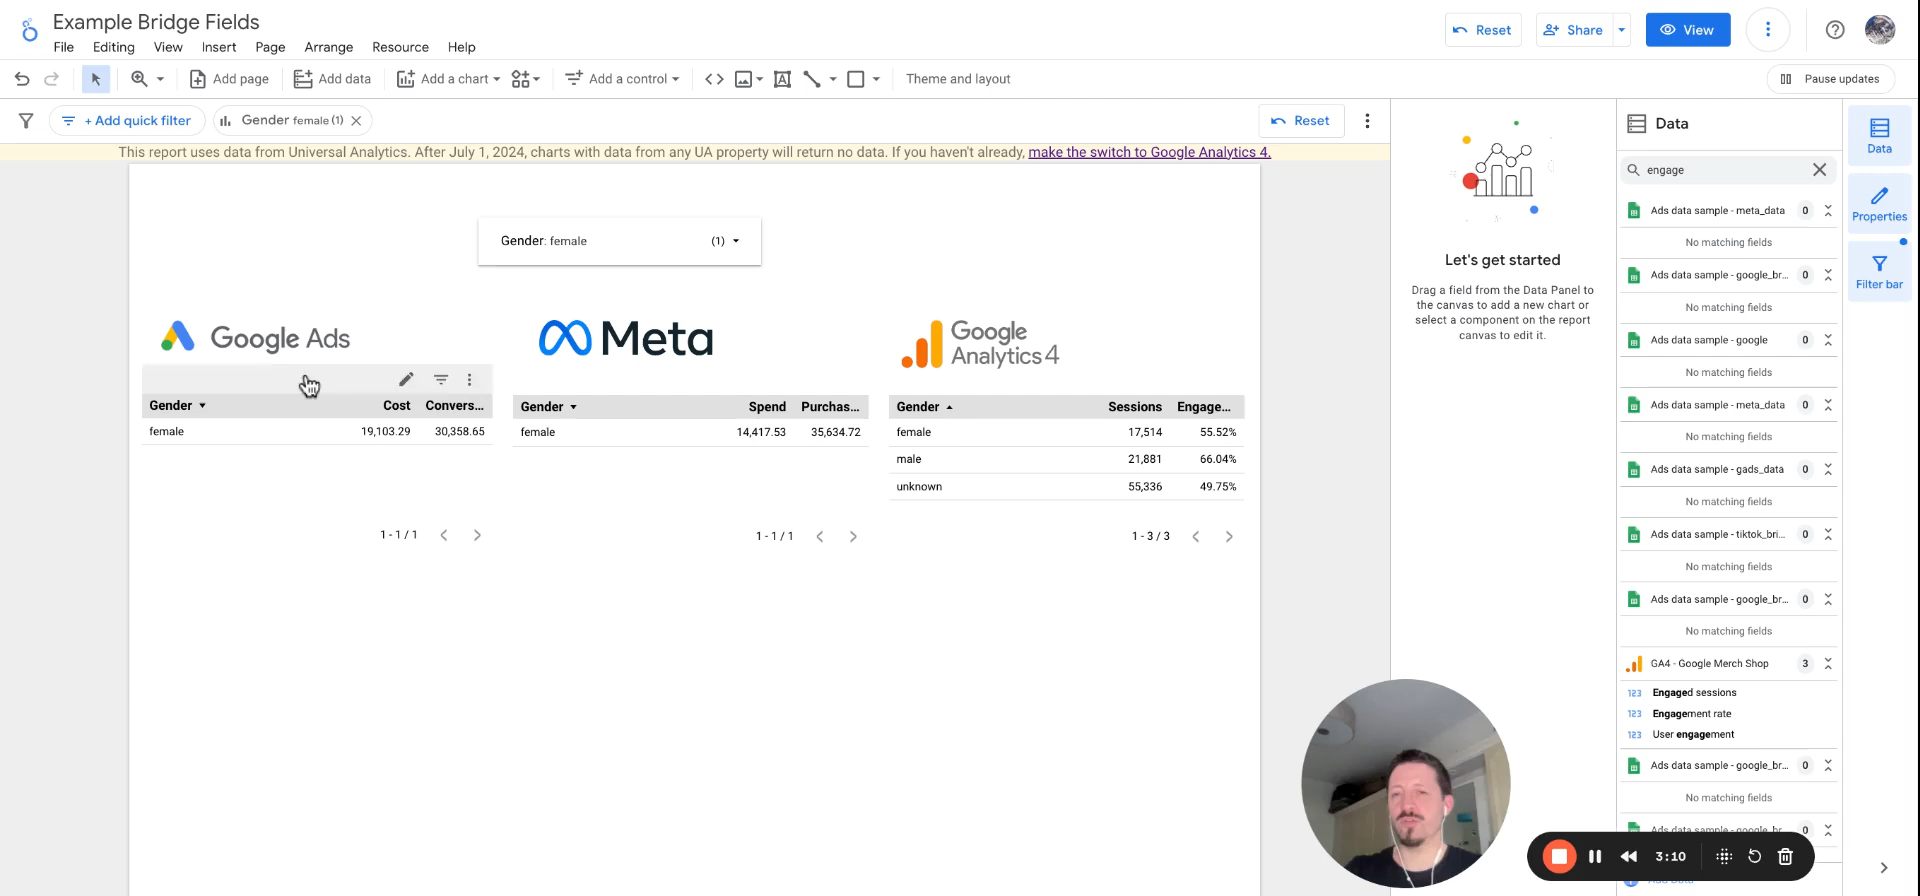 Example Bridge Fields
File Editing View Insert Page Arrange Resource Help
Reset
Share
View
Add page
Add data
Add a chart
Add a control
Theme and layout
Pause updates
+ Add quick filter
Gender female (1)
Reset
This report uses data from Universal Analytics. After July 1, 2024, charts with data from any UA property will return no data. If you haven't already, make the switch to Google Analytics 4.
Gender: female (1)
Google Ads
Gender Cost Convers...
female 19,103.29 30,358.65
1 - 1 / 1
Meta
Gender Spend Purchas...
female 14,417.53 35,634.72
1 - 1 / 1
Google
Analytics 4
Gender Sessions Engage...
female 17,514 55.52%
male 21,881 66.04%
unknown 55,336 49.75%
1 - 3 / 3
Let's get started
Drag a field from the Data Panel to
the canvas to add a new chart or
select a component on the report
canvas to edit it.
Data
engage
Ads data sample - meta_data 0
No matching fields
Ads data sample - google_br... 0
No matching fields
Ads data sample - google 0
No matching fields
Ads data sample - meta_data 0
No matching fields
Ads data sample - gads_data 0
No matching fields
Ads data sample - tiktok_bri... 0
No matching fields
Ads data sample - google_br... 0
No matching fields
GA4 - Google Merch Shop 3
123 Engaged sessions
123 Engagement rate
123 User engagement
Ads data sample - google_br... 0
No matching fields
Ads data sample - google_br... 0
Data
Properties
Filter bar
3:10